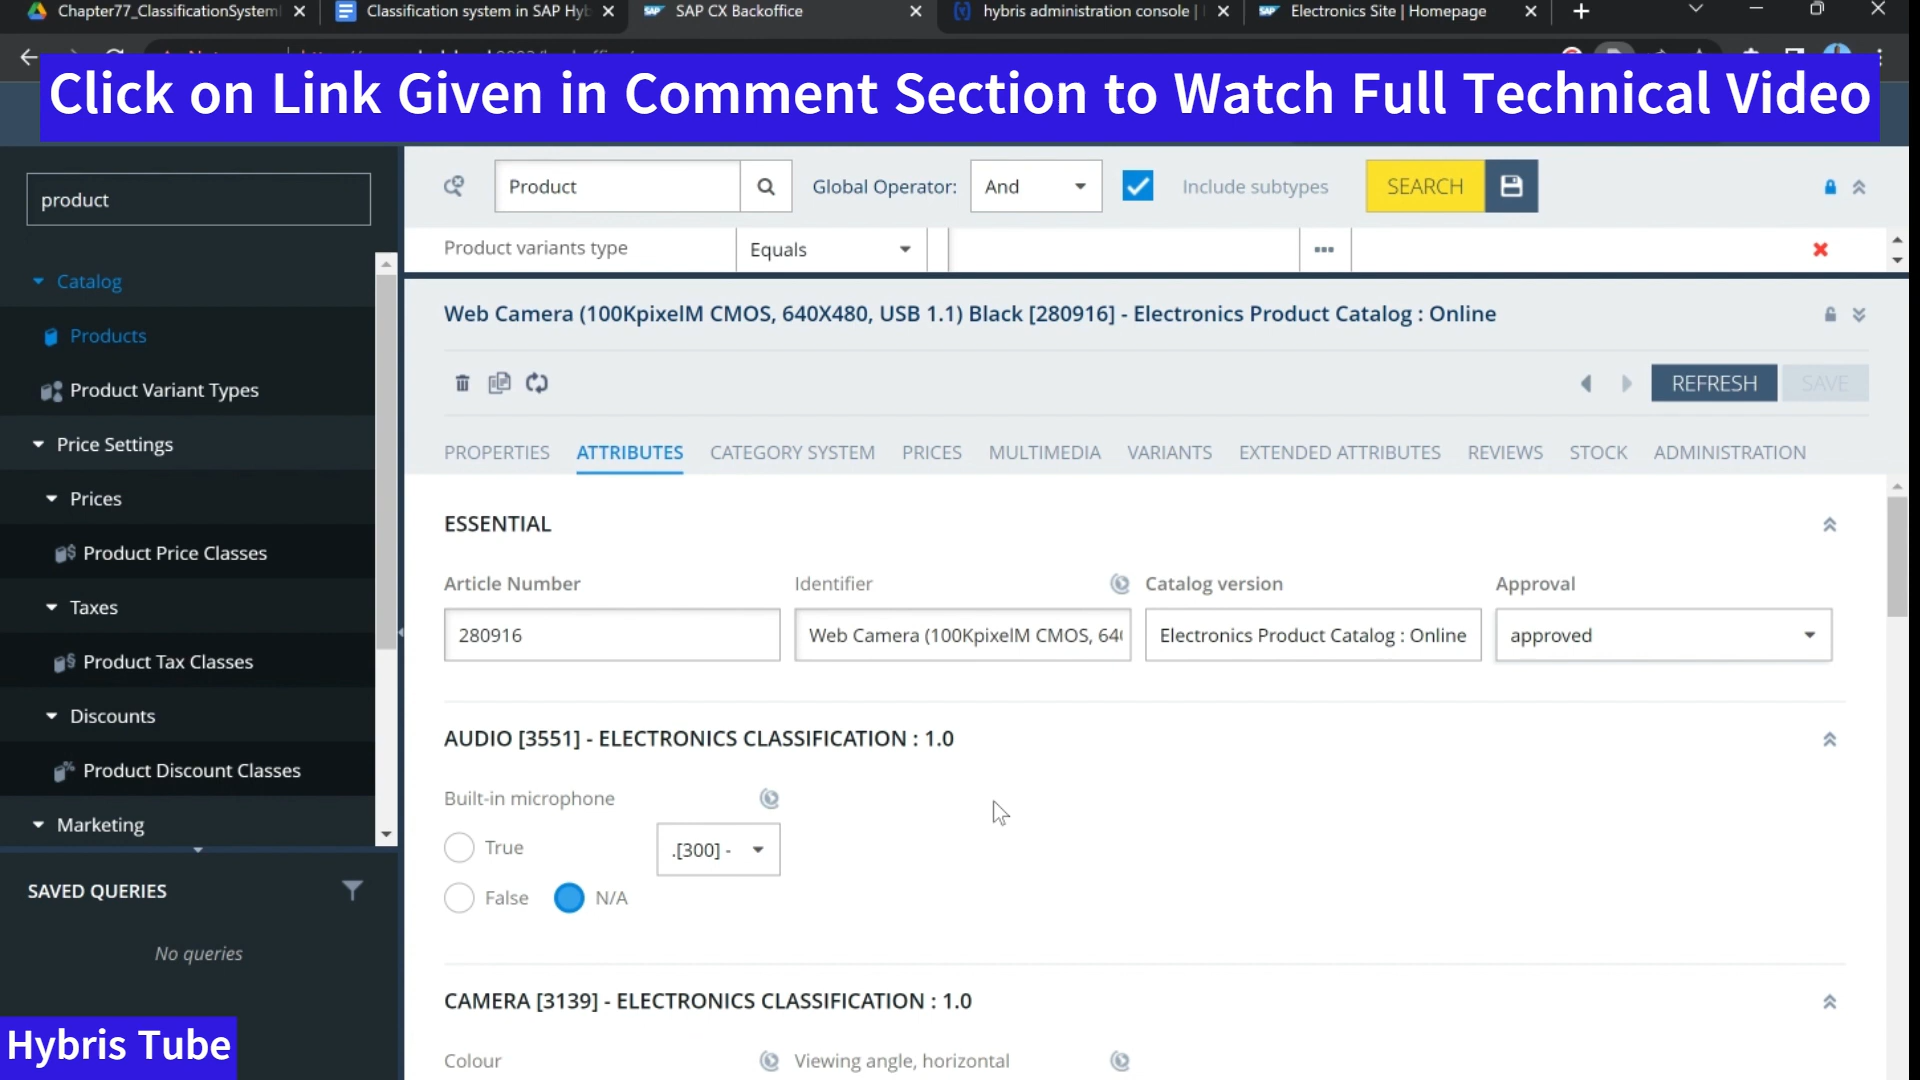 Chapter77_ClassificationSystem
Classification system in SAP Hyb
SAP CX Backoffice
hybris administration console |
Electronics Site | Homepage
Click on Link Given in Comment Section to Watch Full Technical Video
product
Product
Global Operator:
And
Include subtypes
SEARCH
Product variants type
Equals
Catalog
Products
Product Variant Types
Price Settings
Prices
Product Price Classes
Taxes
Product Tax Classes
Discounts
Product Discount Classes
Marketing
SAVED QUERIES
No queries
Hybris Tube
Web Camera (100KpixelM CMOS, 640X480, USB 1.1) Black [280916] - Electronics Product Catalog : Online
REFRESH
SAVE
PROPERTIES ATTRIBUTES CATEGORY SYSTEM PRICES MULTIMEDIA VARIANTS EXTENDED ATTRIBUTES REVIEWS STOCK ADMINISTRATION
ESSENTIAL
Article Number Identifier Catalog version Approval
280916 Web Camera (100KpixelM CMOS, 640 Electronics Product Catalog : Online approved
AUDIO [3551] - ELECTRONICS CLASSIFICATION : 1.0
Built-in microphone
True .[300] -
False N/A
CAMERA [3139] - ELECTRONICS CLASSIFICATION : 1.0
Colour Viewing angle, horizontal